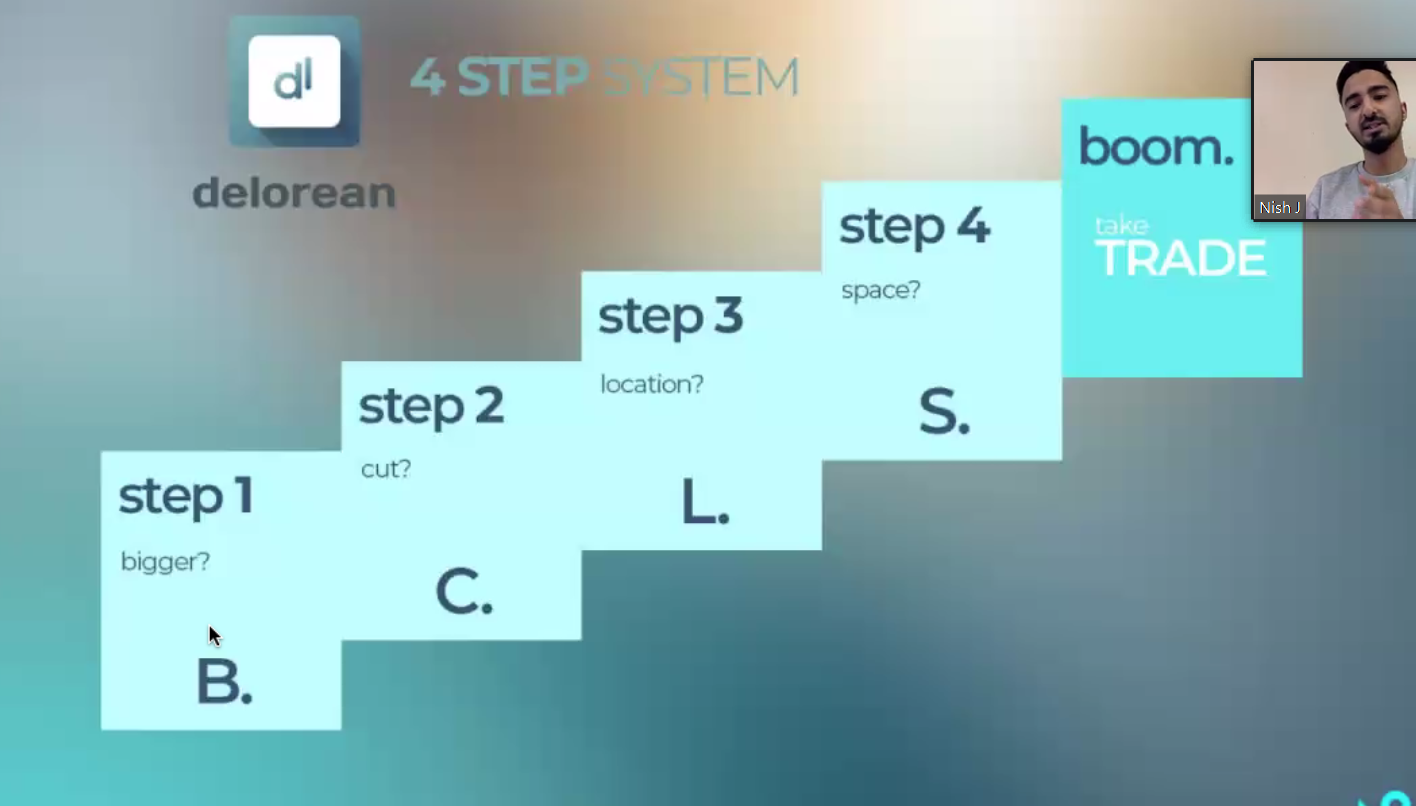 dl
4 STEP SYSTEM
delorean
step 1
bigger?
B.
step 2
cut?
C.
step 3
location?
L.
step 4
space?
S.
boom.
take
TRADE
Nish J